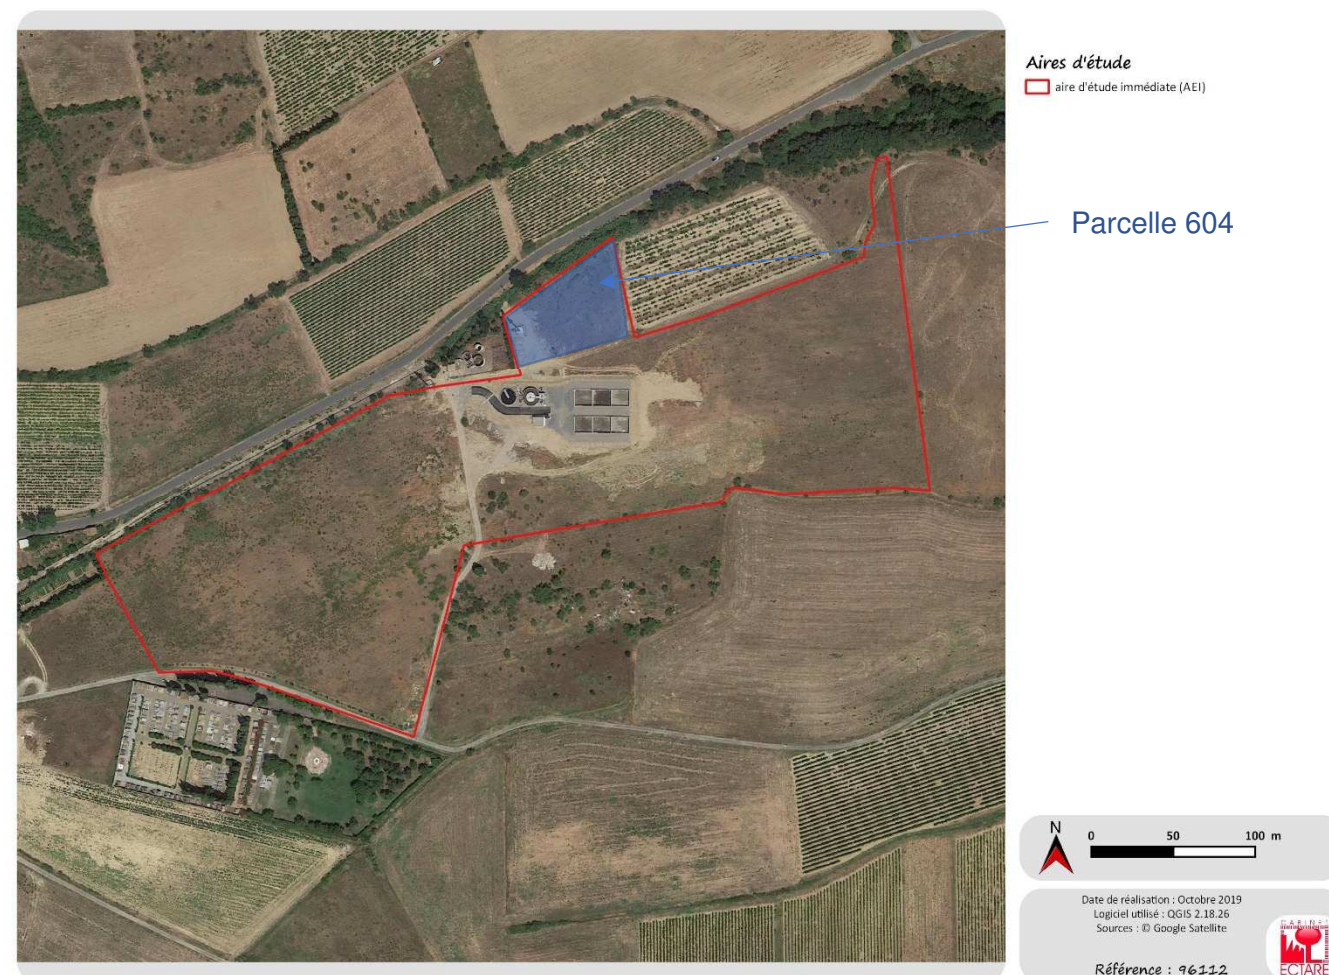 Aires d'étude
aire d'étude immédiate (AEI)
Parcelle 604
N
0 50 100 m
Date de réalisation : Octobre 2019
Logiciel utilisé : QGIS 2.18.26
Sources : © Google Satellite
Référence : 96112
CABINET
ECTARE